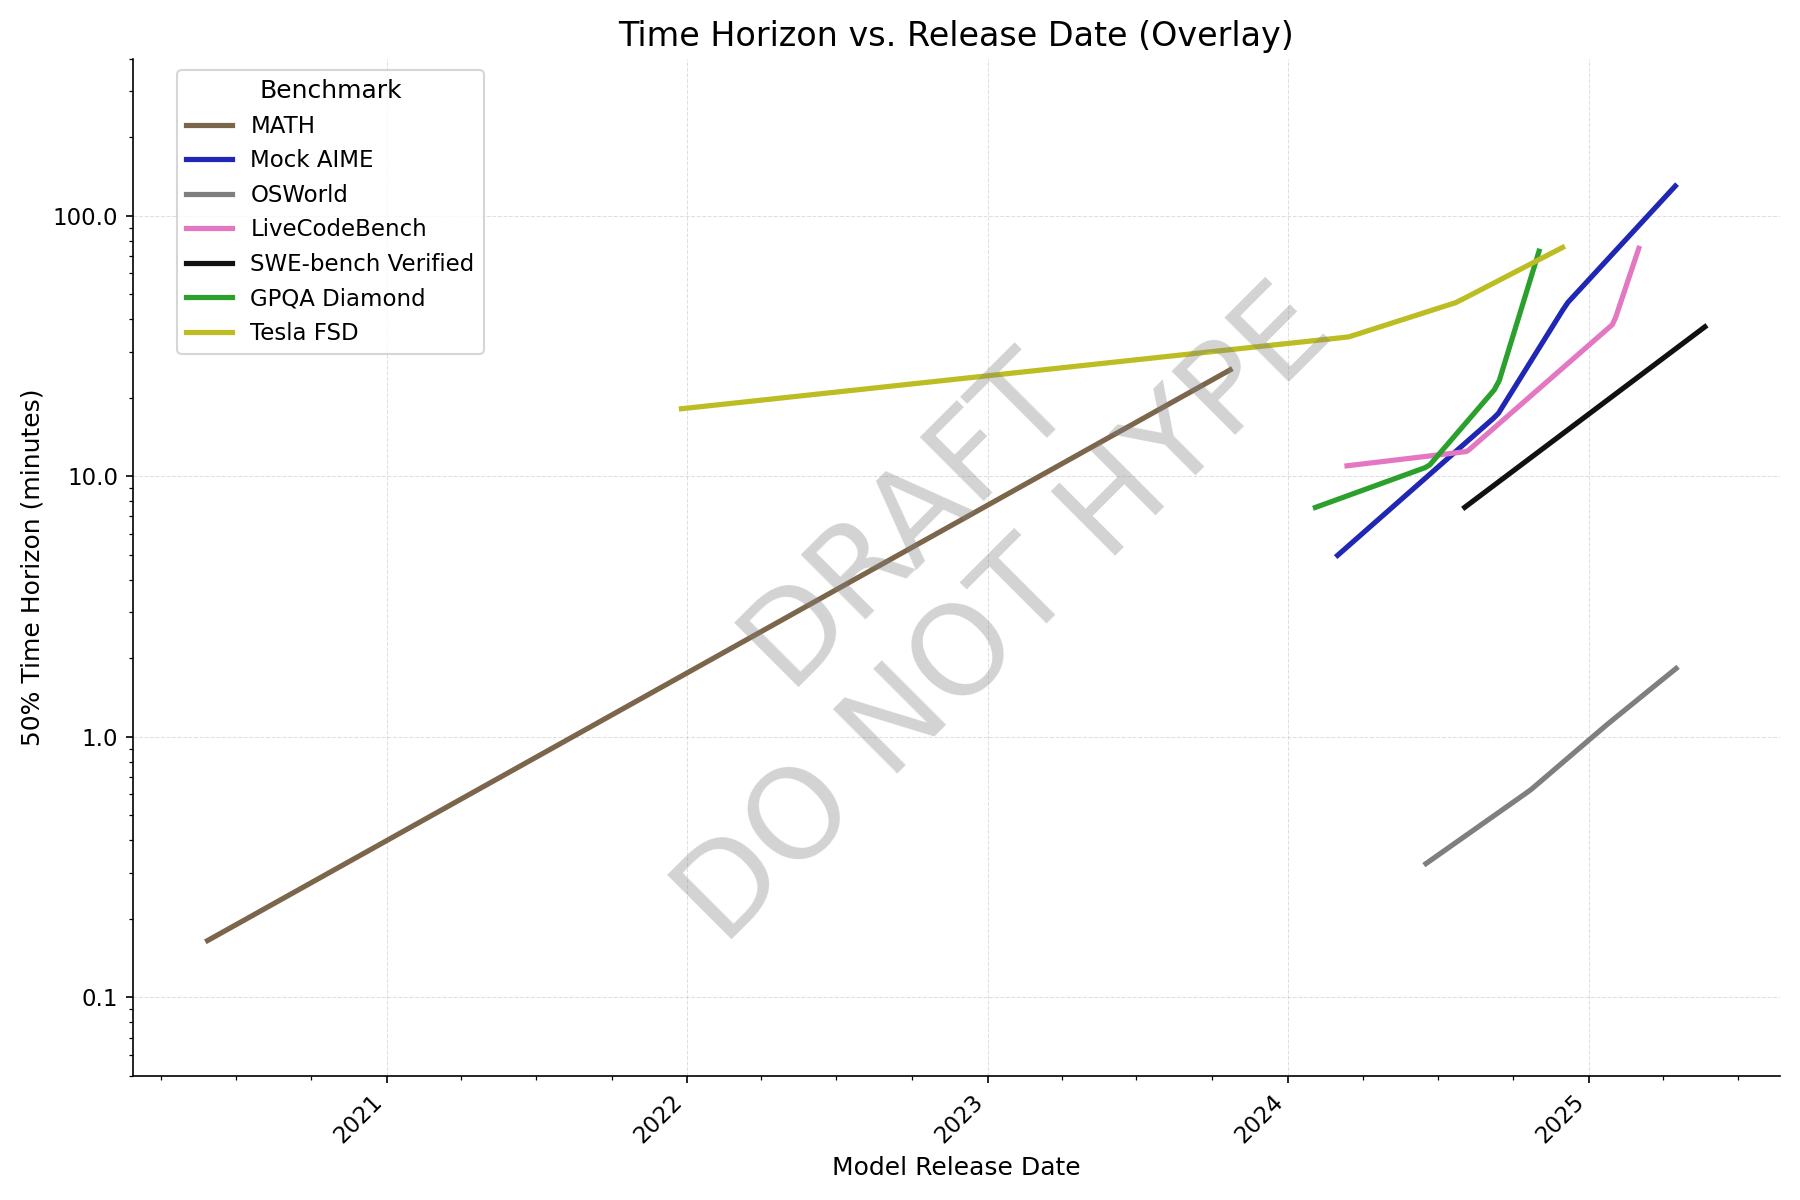 Time Horizon vs. Release Date (Overlay)
Benchmark
MATH
Mock AIME
OSWorld
LiveCodeBench
SWE-bench Verified
GPQA Diamond
Tesla FSD
50% Time Horizon (minutes)
100.0
10.0
1.0
0.1
DRAFT
DO NOT HYPE
2021
2022
2023
2024
2025
Model Release Date